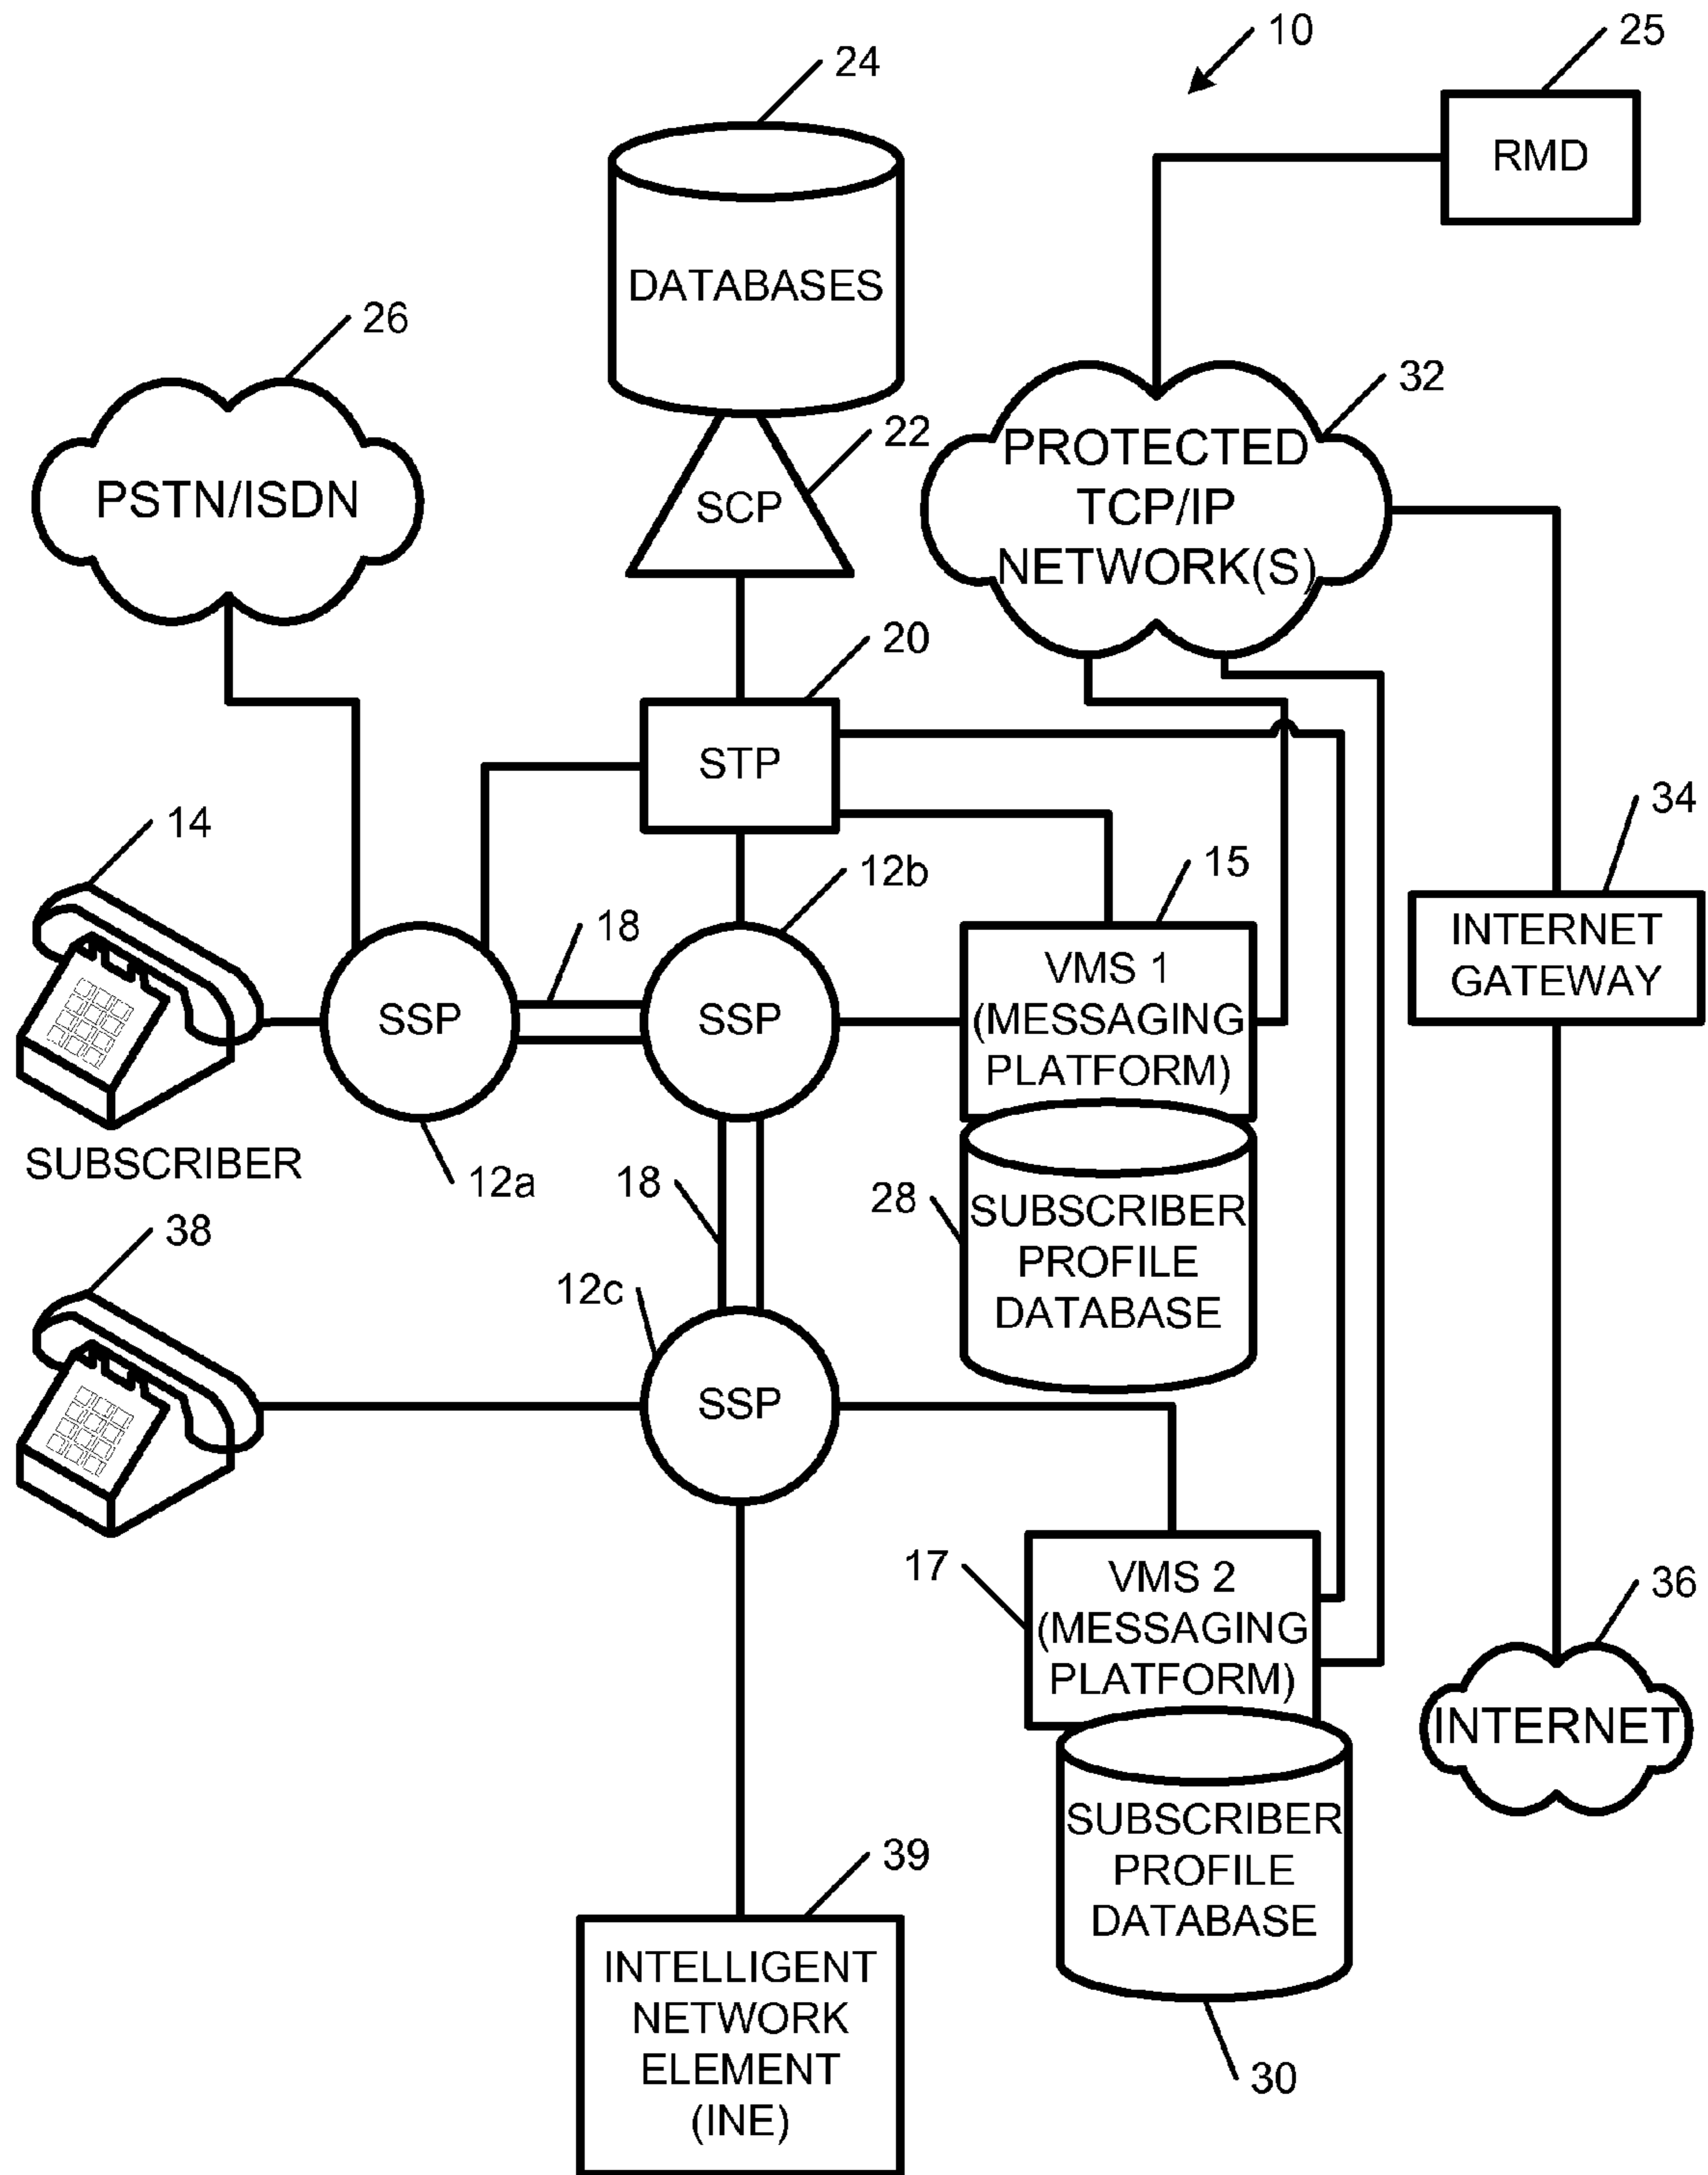 10
25
RMD
24
DATABASES
26
PSTN/ISDN
22
SCP
32
PROTECTED
TCP/IP
NETWORK(S)
20
STP
34
INTERNET
GATEWAY
14
SUBSCRIBER
SSP
12a
18
12b
SSP
15
VMS 1
(MESSAGING
PLATFORM)
28
SUBSCRIBER
PROFILE
DATABASE
18
38
12c
SSP
17
VMS 2
(MESSAGING
PLATFORM)
36
INTERNET
SUBSCRIBER
PROFILE
DATABASE
30
39
INTELLIGENT
NETWORK
ELEMENT
(INE)